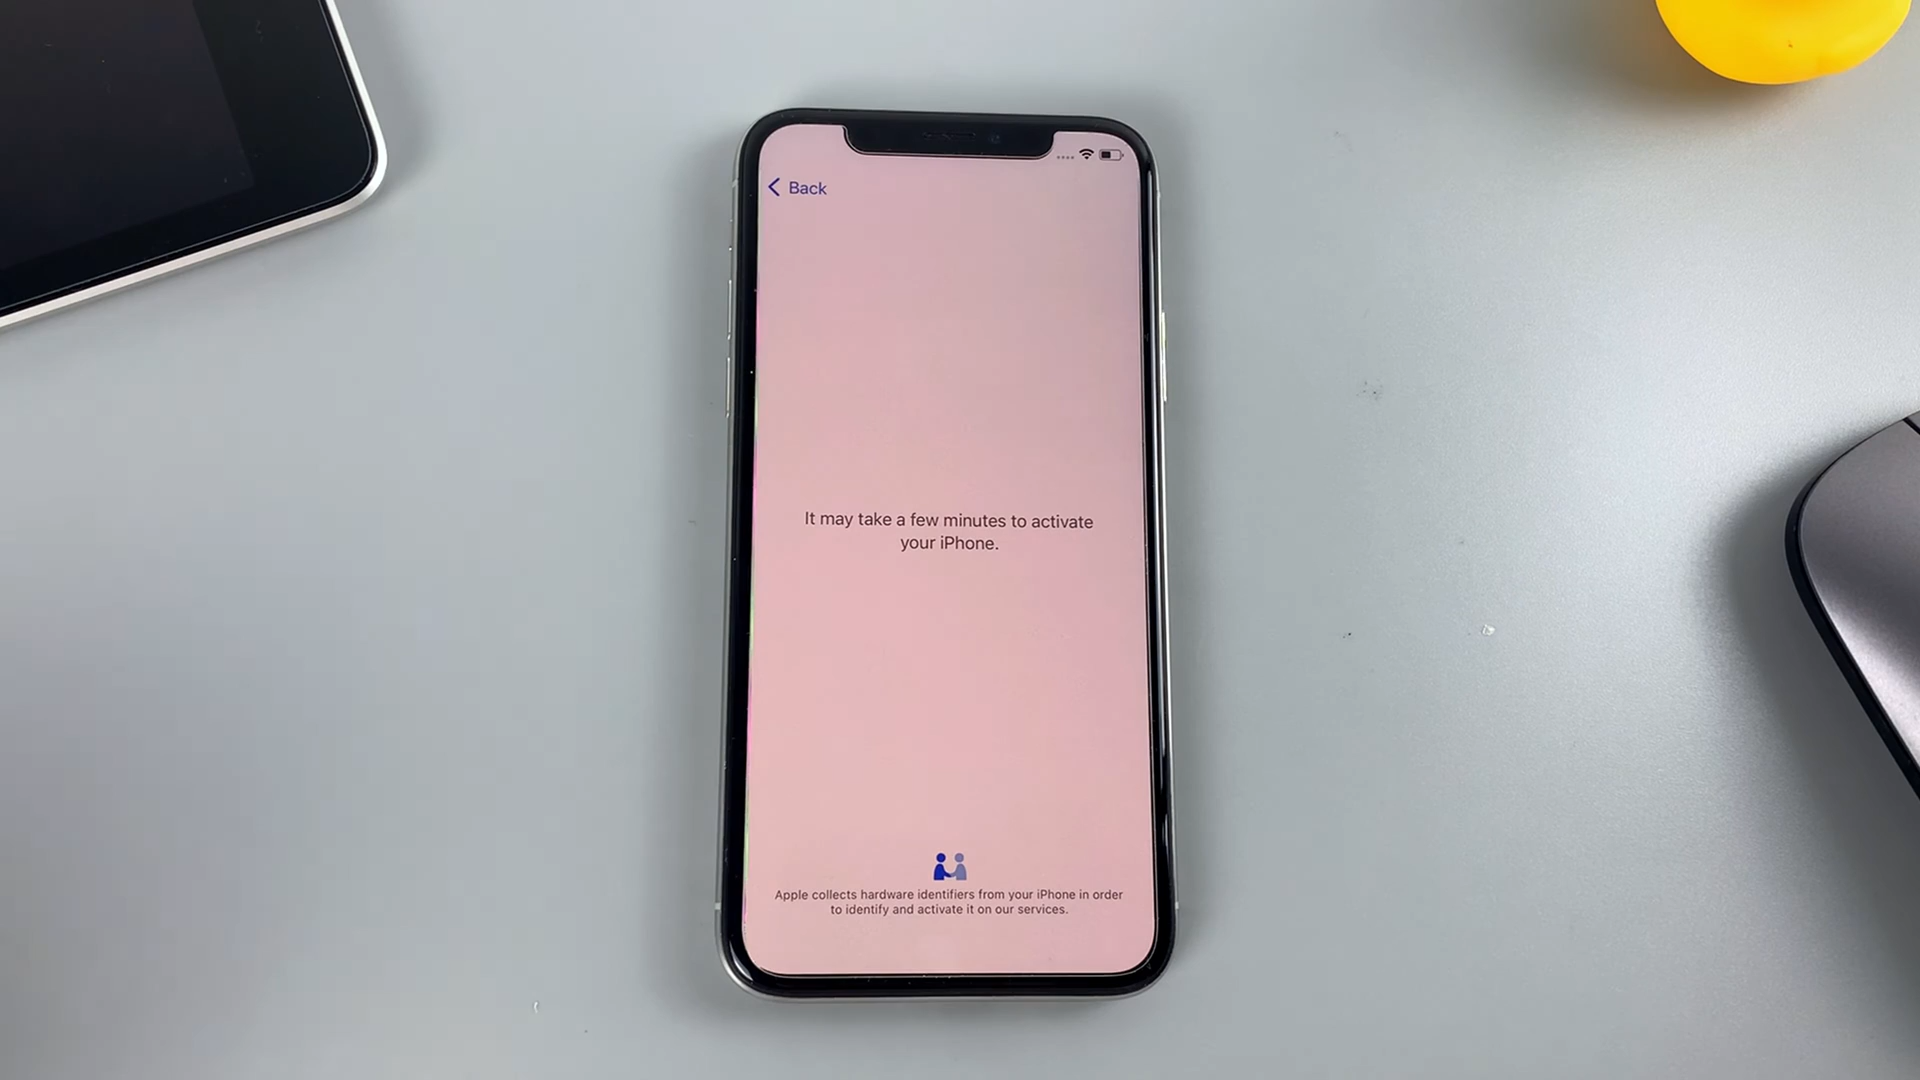 Back
It may take a few minutes to activate
your iPhone.
Apple collects hardware identifiers from your iPhone in order
to identify and activate it on our services.